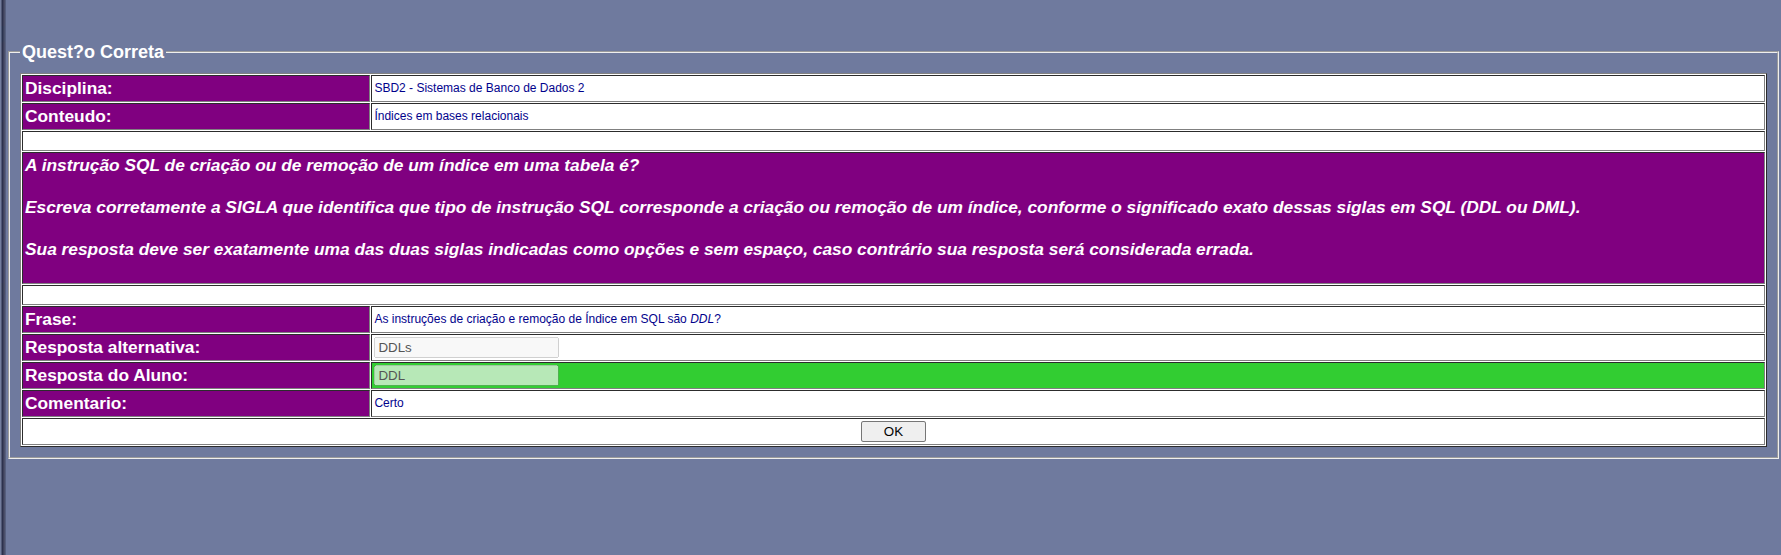 Quest?o Correta
Disciplina: SBD2 - Sistemas de Banco de Dados 2
Conteudo: Índices em bases relacionais
A instrução SQL de criação ou de remoção de um índice em uma tabela é?
Escreva corretamente a SIGLA que identifica que tipo de instrução SQL corresponde a criação ou remoção de um índice, conforme o significado exato dessas siglas em SQL (DDL ou DML).
Sua resposta deve ser exatamente uma das duas siglas indicadas como opções e sem espaço, caso contrário sua resposta será considerada errada.
Frase: As instruções de criação e remoção de Índice em SQL são DDL?
Resposta alternativa: DDLs
Resposta do Aluno: DDL
Comentario: Certo
OK